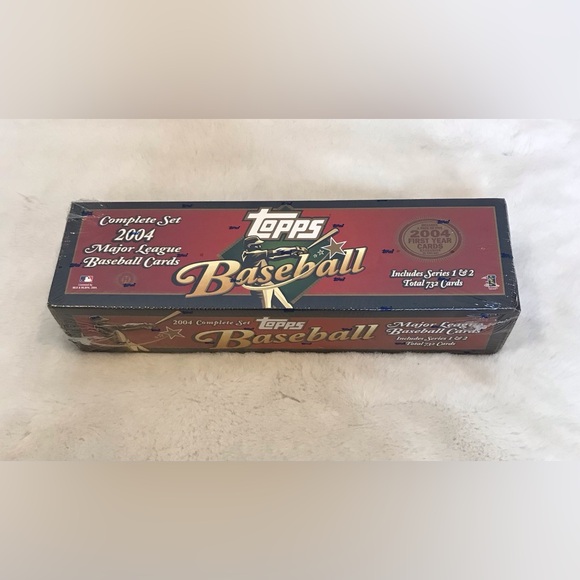 Complete Set
2004
Major League
Baseball Cards
Topps
Baseball
2004
FIRST YEAR
CARDS
Includes Series 1 & 2
Total 732 Cards
2004 Complete Set
Topps
Baseball
Major League
Baseball Cards
Includes Series 1 & 2
Total 732 Cards